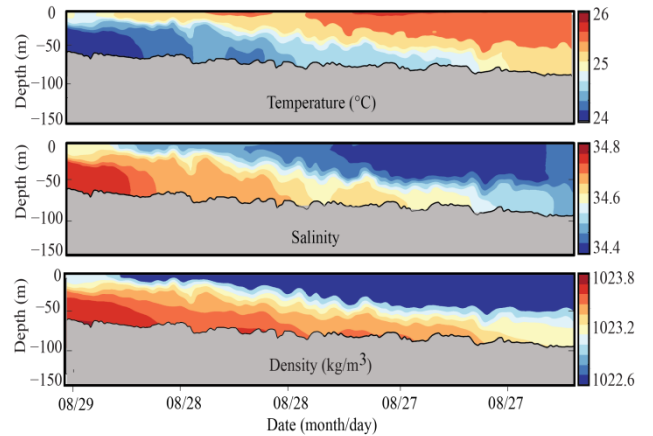 Depth (m)
0
−50
−100
−150
Temperature (°C)
26
25
24
Depth (m)
0
−50
−100
−150
Salinity
34.8
34.6
34.4
Depth (m)
0
−50
−100
−150
Density (kg/m³)
1023.8
1023.2
1022.6
08/29 08/28 08/28 08/27 08/27
Date (month/day)